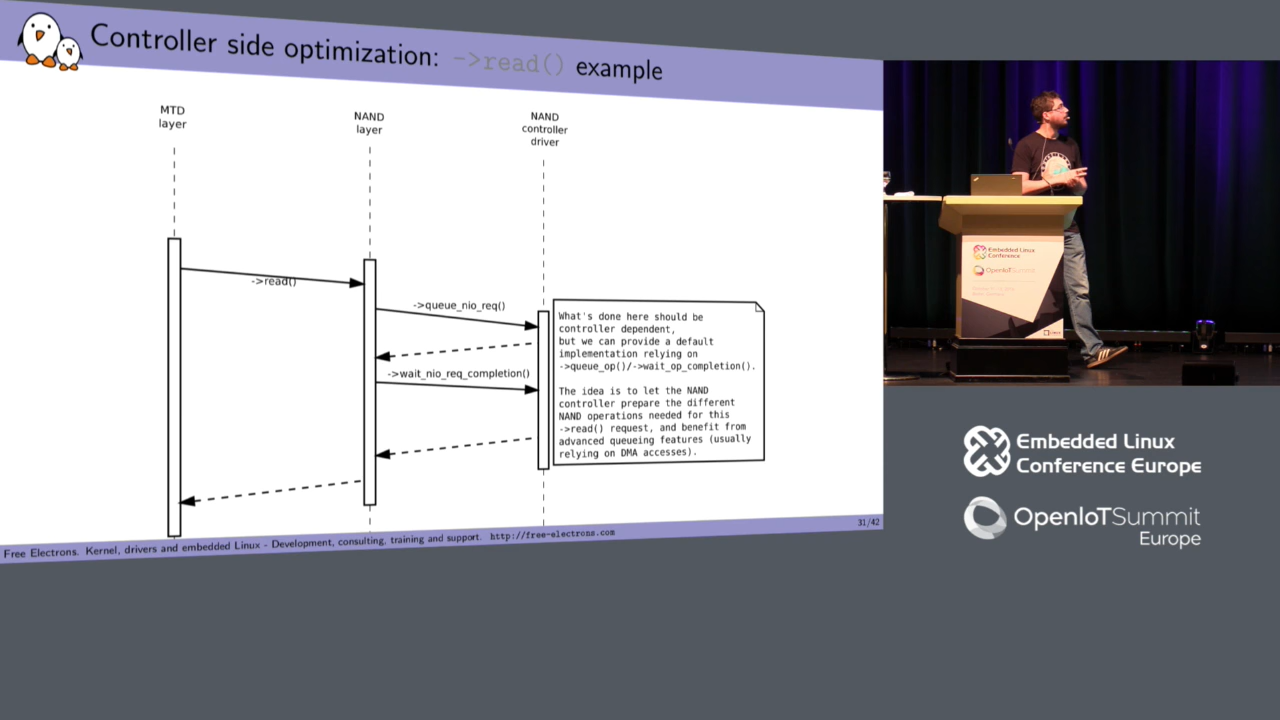 Controller side optimization: ->read() example
MTD
layer
NAND
layer
NAND
controller
driver
->read()
->queue_nio_req()
->wait_nio_req_completion()
What's done here should be
controller dependent,
but we can provide a default
implementation relying on
->queue_op()/->wait_op_completion().
The idea is to let the NAND
controller prepare the different
NAND operations needed for this
->read() request, and benefit from
advanced queueing features (usually
relying on DMA accesses).
Free Electrons. Kernel, drivers and embedded Linux - Development, consulting, training and support. http://free-electrons.com
31/42
Embedded Linux
Conference
OpenIoTSummit
Embedded Linux
Conference Europe
OpenIoTSummit
Europe